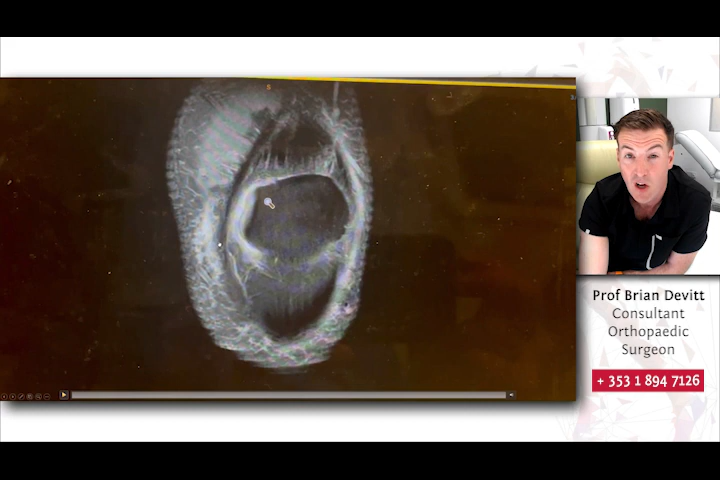 S
Prof Brian Devitt
Consultant
Orthopaedic
Surgeon
+ 353 1 894 7126